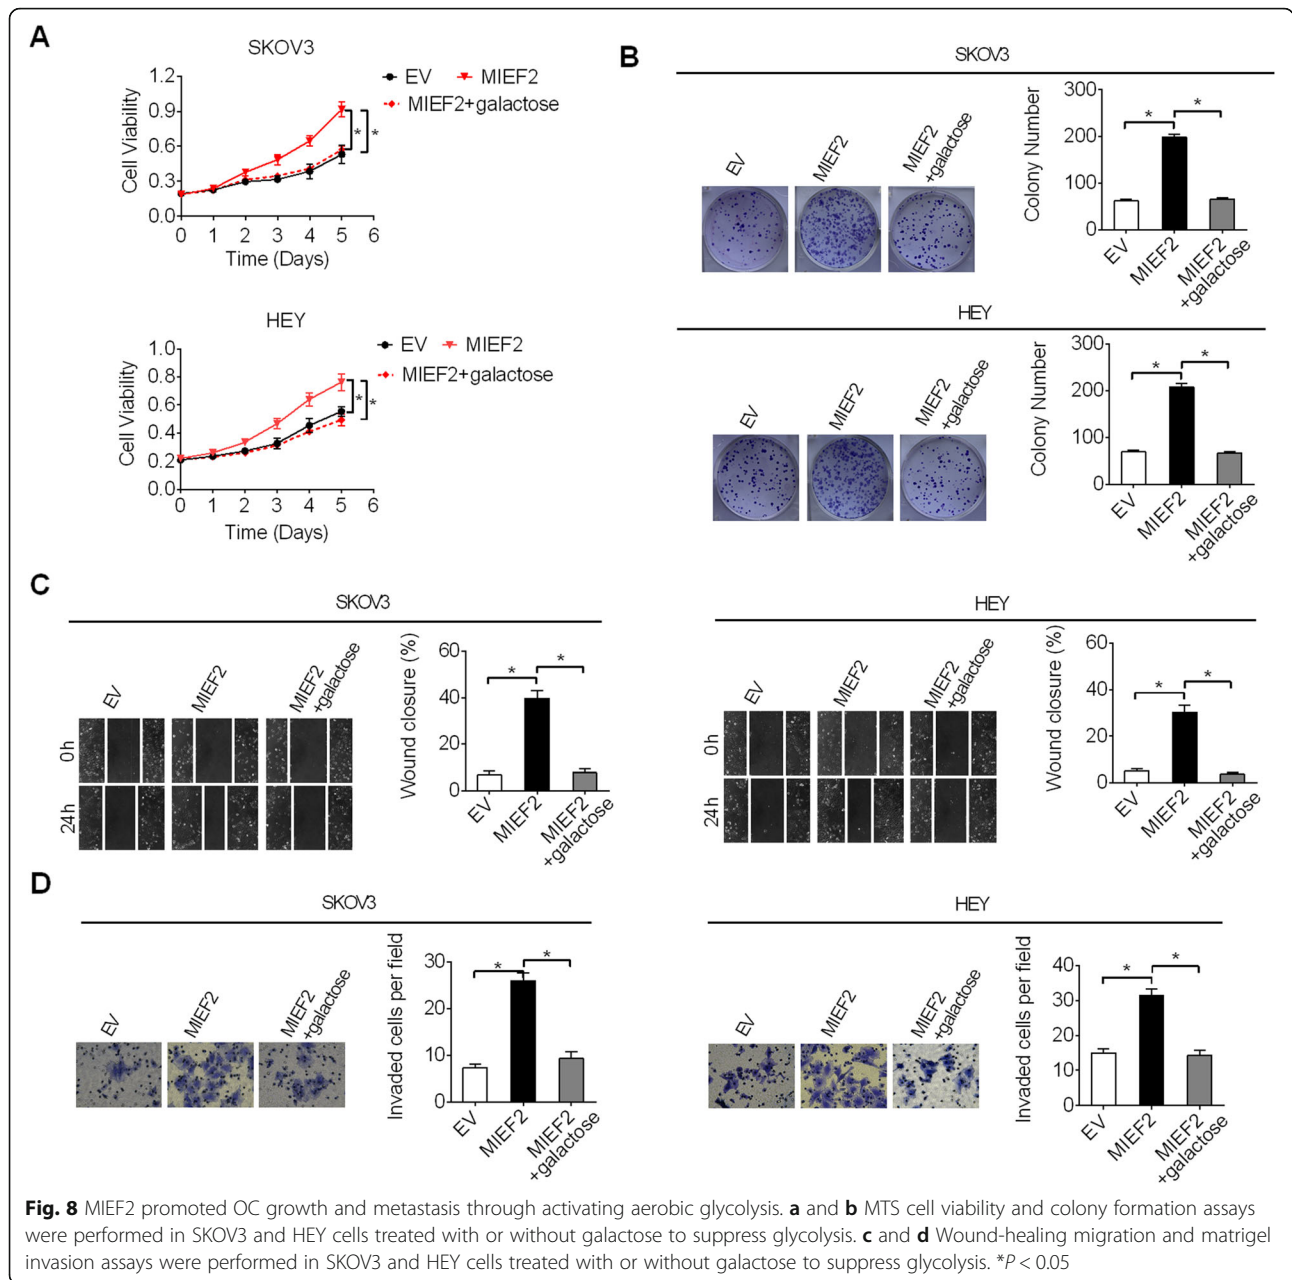 A
SKOV3
EV MIEF2
MIEF2+galactose
Cell Viability
1.2
0.9
0.6
0.3
0.0
* *
0 1 2 3 4 5 6
Time (Days)
HEY
EV MIEF2
MIEF2+galactose
Cell Viability
1.0
0.8
0.6
0.4
0.2
0.0
* *
0 1 2 3 4 5 6
Time (Days)
B
SKOV3
EV MIEF2 MIEF2
+galactose
Colony Number
300
200
100
0
* *
EV MIEF2 MIEF2
+galactose
HEY
EV MIEF2 MIEF2
+galactose
Colony Number
300
200
100
0
* *
EV MIEF2 MIEF2
+galactose
C
SKOV3
EV MIEF2 MIEF2
+galactose
0h
24h
Wound closure (%)
60
40
20
0
* *
EV MIEF2 MIEF2
+galactose
HEY
EV MIEF2 MIEF2
+galactose
0h
24h
Wound closure (%)
60
40
20
0
* *
EV MIEF2 MIEF2
+galactose
D
SKOV3
EV MIEF2 MIEF2
+galactose
Invaded cells per field
30
20
10
0
* *
EV MIEF2 MIEF2
+galactose
HEY
EV MIEF2 MIEF2
+galactose
Invaded cells per field
40
30
20
10
0
* *
EV MIEF2 MIEF2
+galactose
Fig. 8 MIEF2 promoted OC growth and metastasis through activating aerobic glycolysis. a and b MTS cell viability and colony formation assays
were performed in SKOV3 and HEY cells treated with or without galactose to suppress glycolysis. c and d Wound-healing migration and matrigel
invasion assays were performed in SKOV3 and HEY cells treated with or without galactose to suppress glycolysis. *P < 0.05